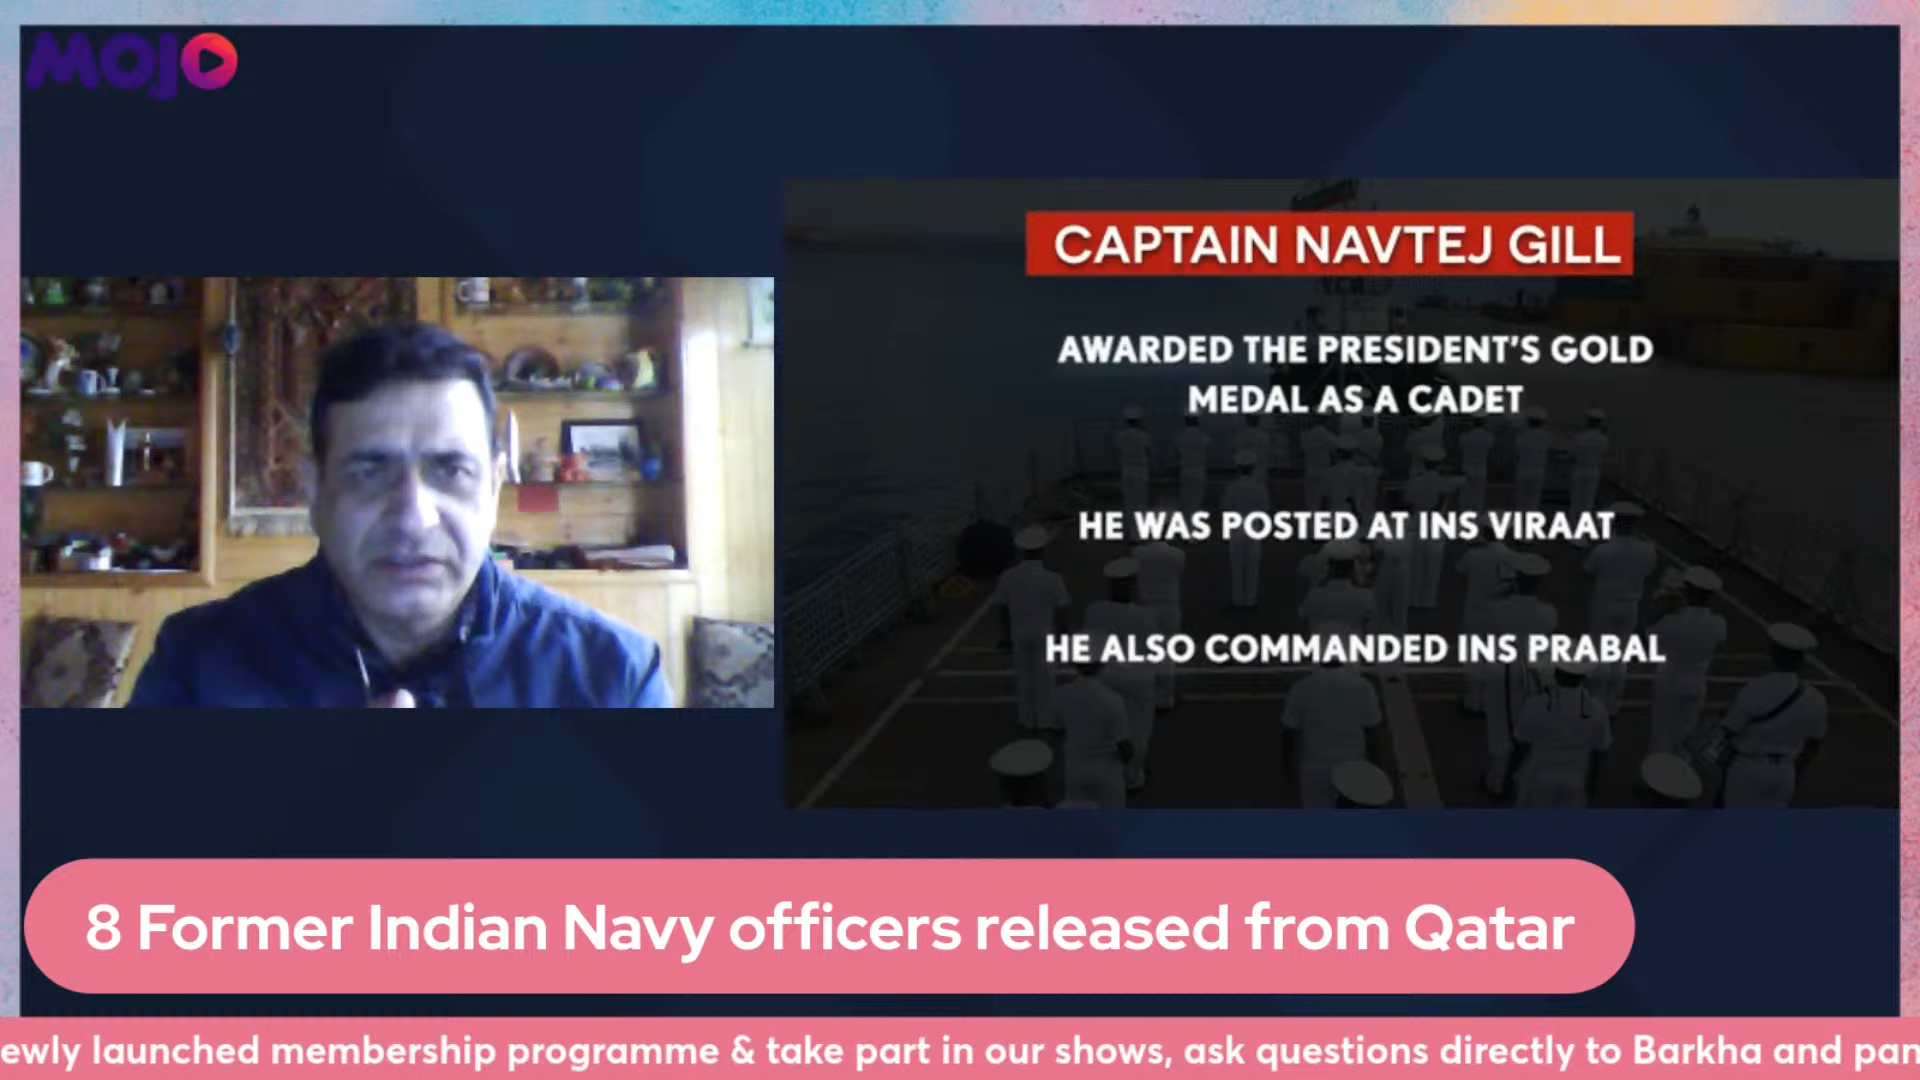 MOJO
CAPTAIN NAVTEJ GILL
AWARDED THE PRESIDENT'S GOLD
MEDAL AS A CADET
HE WAS POSTED AT INS VIRAAT
HE ALSO COMMANDED INS PRABAL
8 Former Indian Navy officers released from Qatar
ewly launched membership programme & take part in our shows, ask questions directly to Barkha and pan